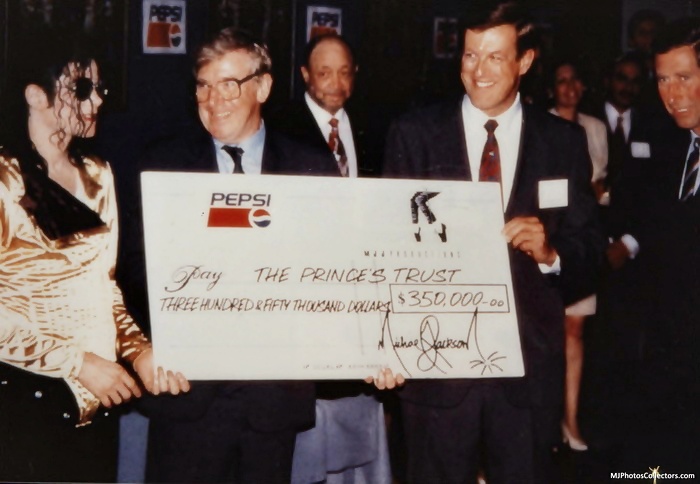 PEPSI
PEPSI
MJJ PRODUCTIONS
Pay THE PRINCE'S TRUST
THREE HUNDRED & FIFTY THOUSAND DOLLARS $350,000-00
Michael Jackson
MJPhotosCollectors.com